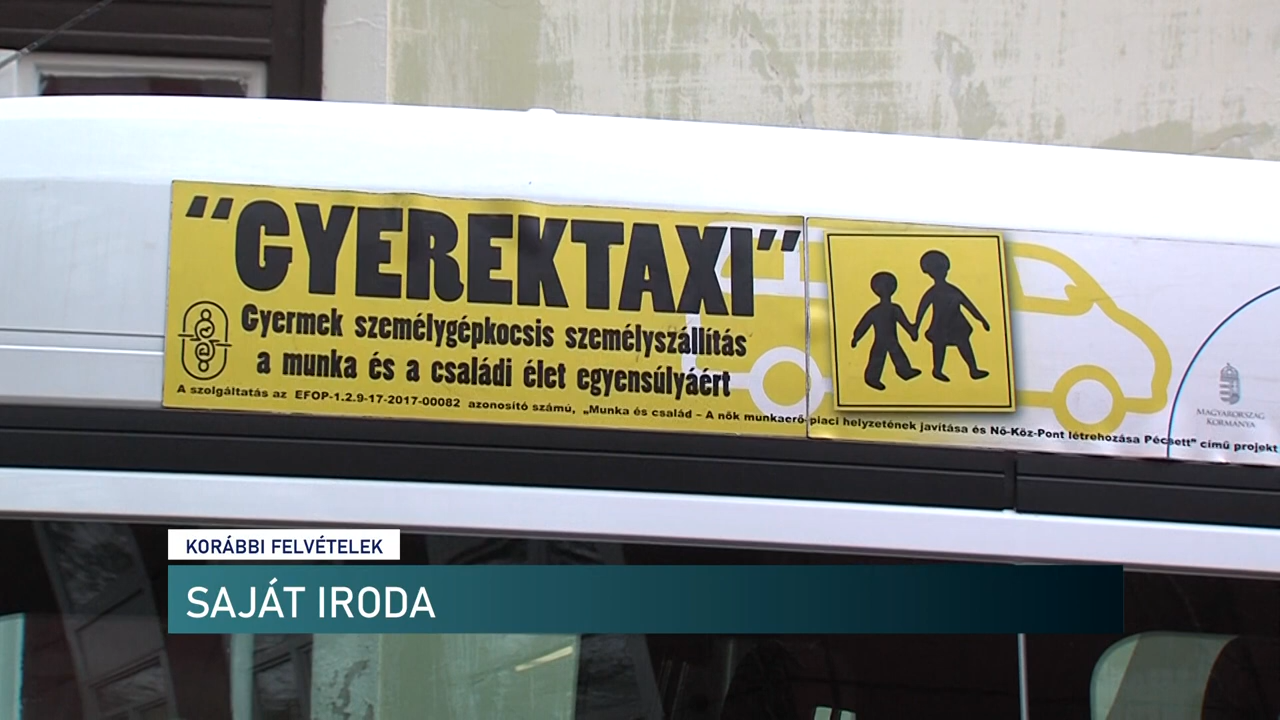 "GYEREKTAXI"
Gyermek személygépkocsis személyszállítás
a munka és a családi élet egyensúlyáért
A szolgáltatás az EFOP-1.2.9-17-2017-00082 azonosító számú, „Munka és család – A nők munkaerő-piaci helyzetének javítása és Nő-Köz-Pont létrehozása Pécsett" című projekt
MAGYARORSZÁG
KORMÁNYA
KORÁBBI FELVÉTELEK
SAJÁT IRODA